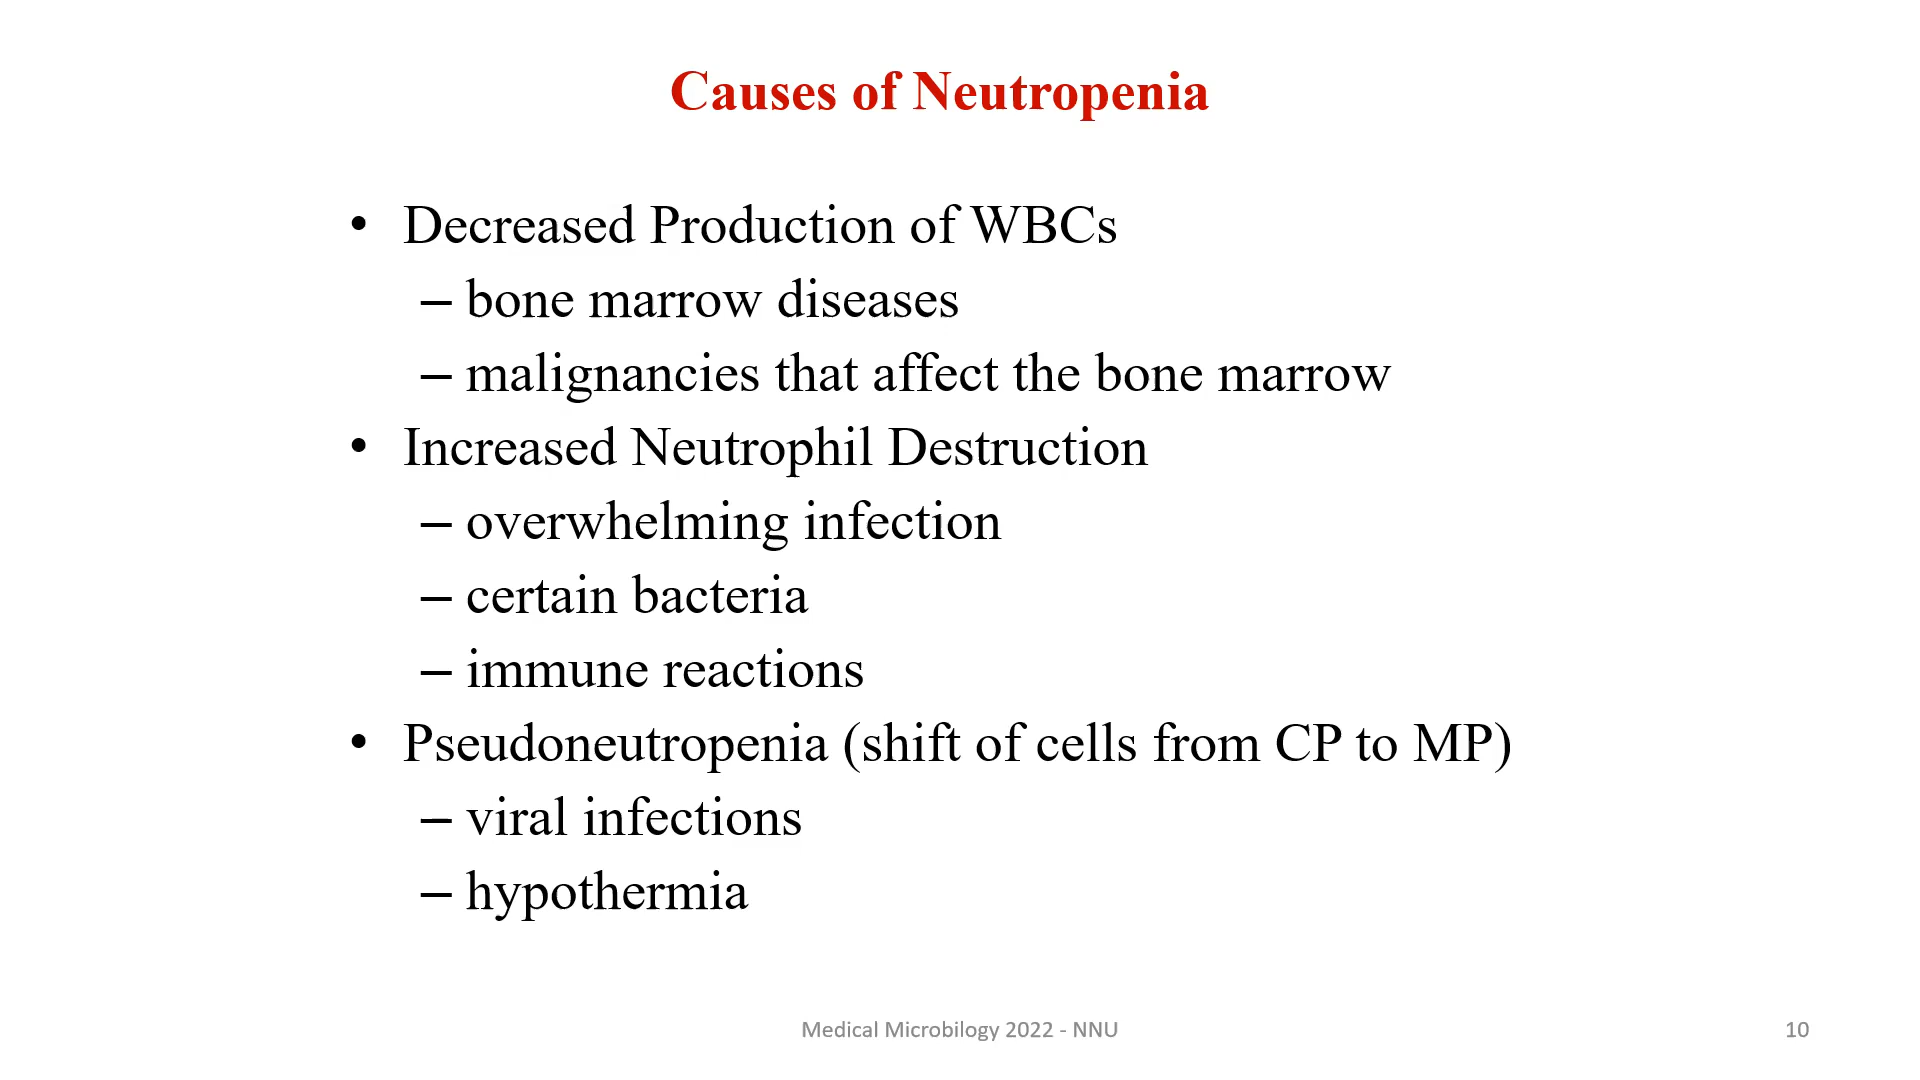 Causes of Neutropenia
• Decreased Production of WBCs
– bone marrow diseases
– malignancies that affect the bone marrow
• Increased Neutrophil Destruction
– overwhelming infection
– certain bacteria
– immune reactions
• Pseudoneutropenia (shift of cells from CP to MP)
– viral infections
– hypothermia
Medical Microbilogy 2022 - NNU
10